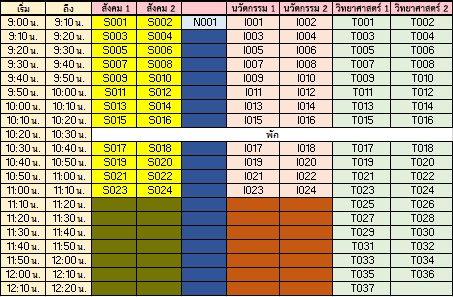 เริ่ม ถึง สังคม 1 สังคม 2 นวัตกรรม 1 นวัตกรรม 2 วิทยาศาสตร์ 1 วิทยาศาสตร์ 2
9:00 น. 9:10 น. S001 S002 N001 I001 I002 T001 T002
9:10 น. 9:20 น. S003 S004 I003 I004 T003 T004
9:20 น. 9:30 น. S005 S006 I005 I006 T005 T006
9:30 น. 9:40 น. S007 S008 I007 I008 T007 T008
9:40 น. 9:50 น. S009 S010 I009 I010 T009 T010
9:50 น. 10:00 น. S011 S012 I011 I012 T011 T012
10:00 น. 10:10 น. S013 S014 I013 I014 T013 T014
10:10 น. 10:20 น. S015 S016 I015 I016 T015 T016
10:20 น. 10:30 น. พัก
10:30 น. 10:40 น. S017 S018 I017 I018 T017 T018
10:40 น. 10:50 น. S019 S020 I019 I020 T019 T020
10:50 น. 11:00 น. S021 S022 I021 I022 T021 T022
11:00 น. 11:10 น. S023 S024 I023 I024 T023 T024
11:10 น. 11:20 น. T025 T026
11:20 น. 11:30 น. T027 T028
11:30 น. 11:40 น. T029 T030
11:40 น. 11:50 น. T031 T032
11:50 น. 12:00 น. T033 T034
12:00 น. 12:10 น. T035 T036
12:10 น. 12:20 น. T037